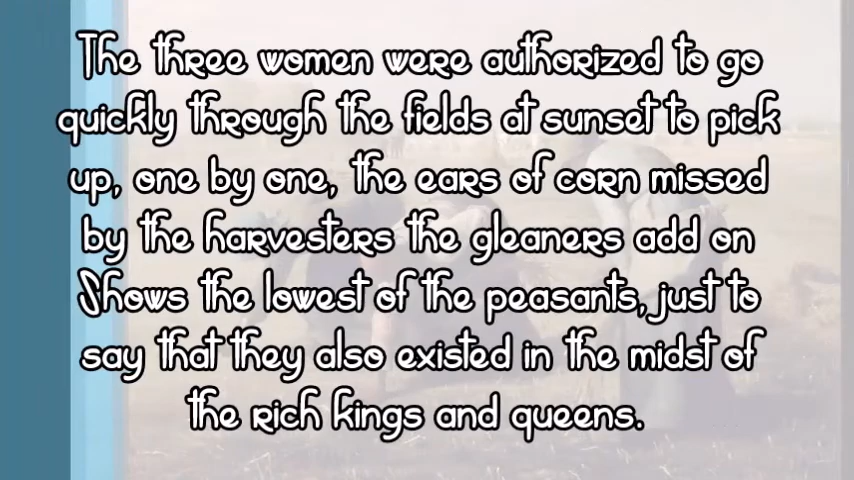 The three women were authorized to go
quickly through the fields at sunset to pick
up, one by one, the ears of corn missed
by the harvesters the gleaners add on
Shows the lowest of the peasants, just to
say that they also existed in the midst of
the rich kings and queens.